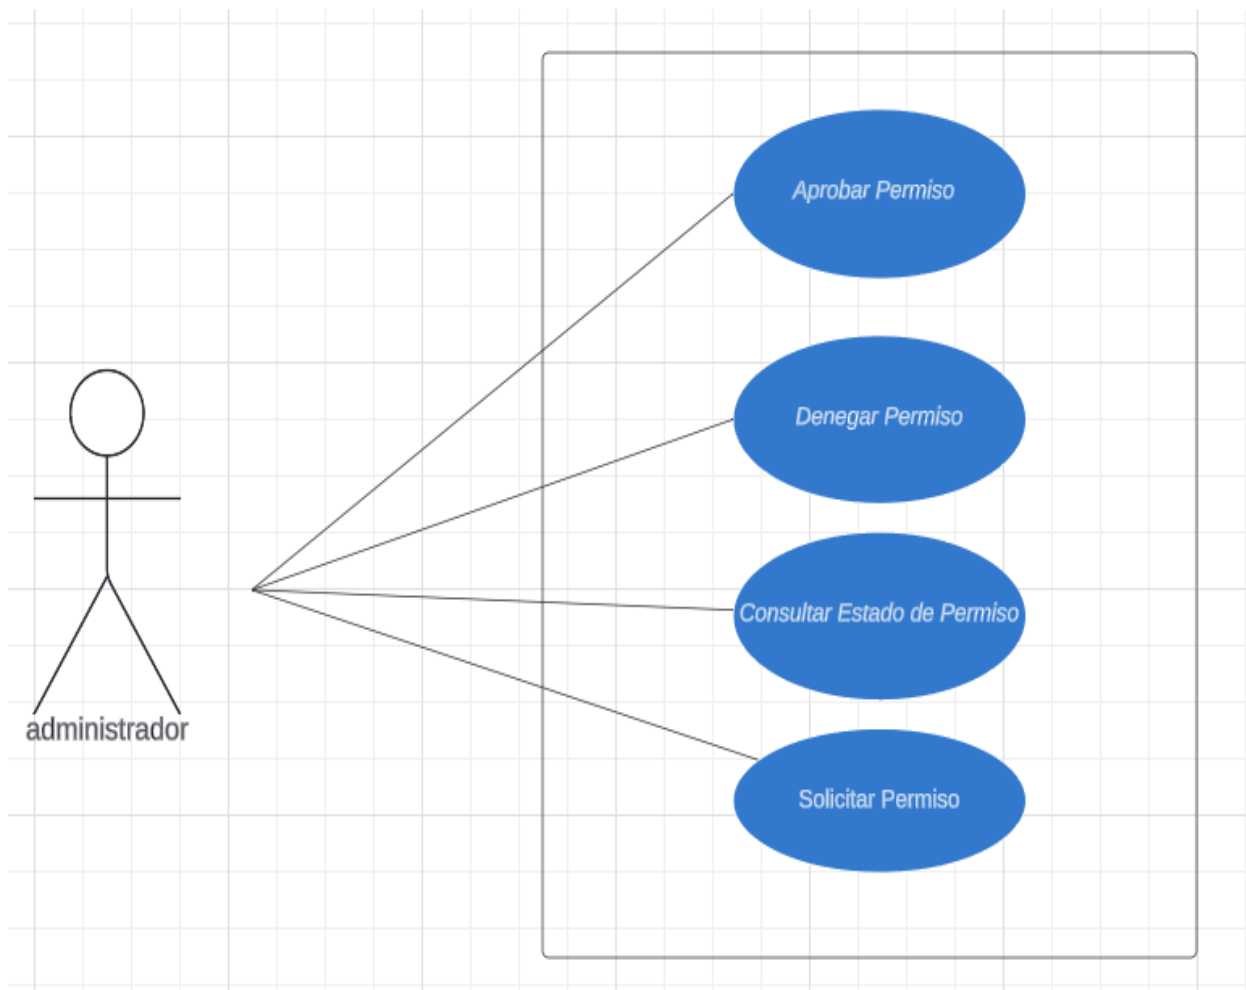 Aprobar Permiso
Denegar Permiso
Consultar Estado de Permiso
administrador
Solicitar Permiso